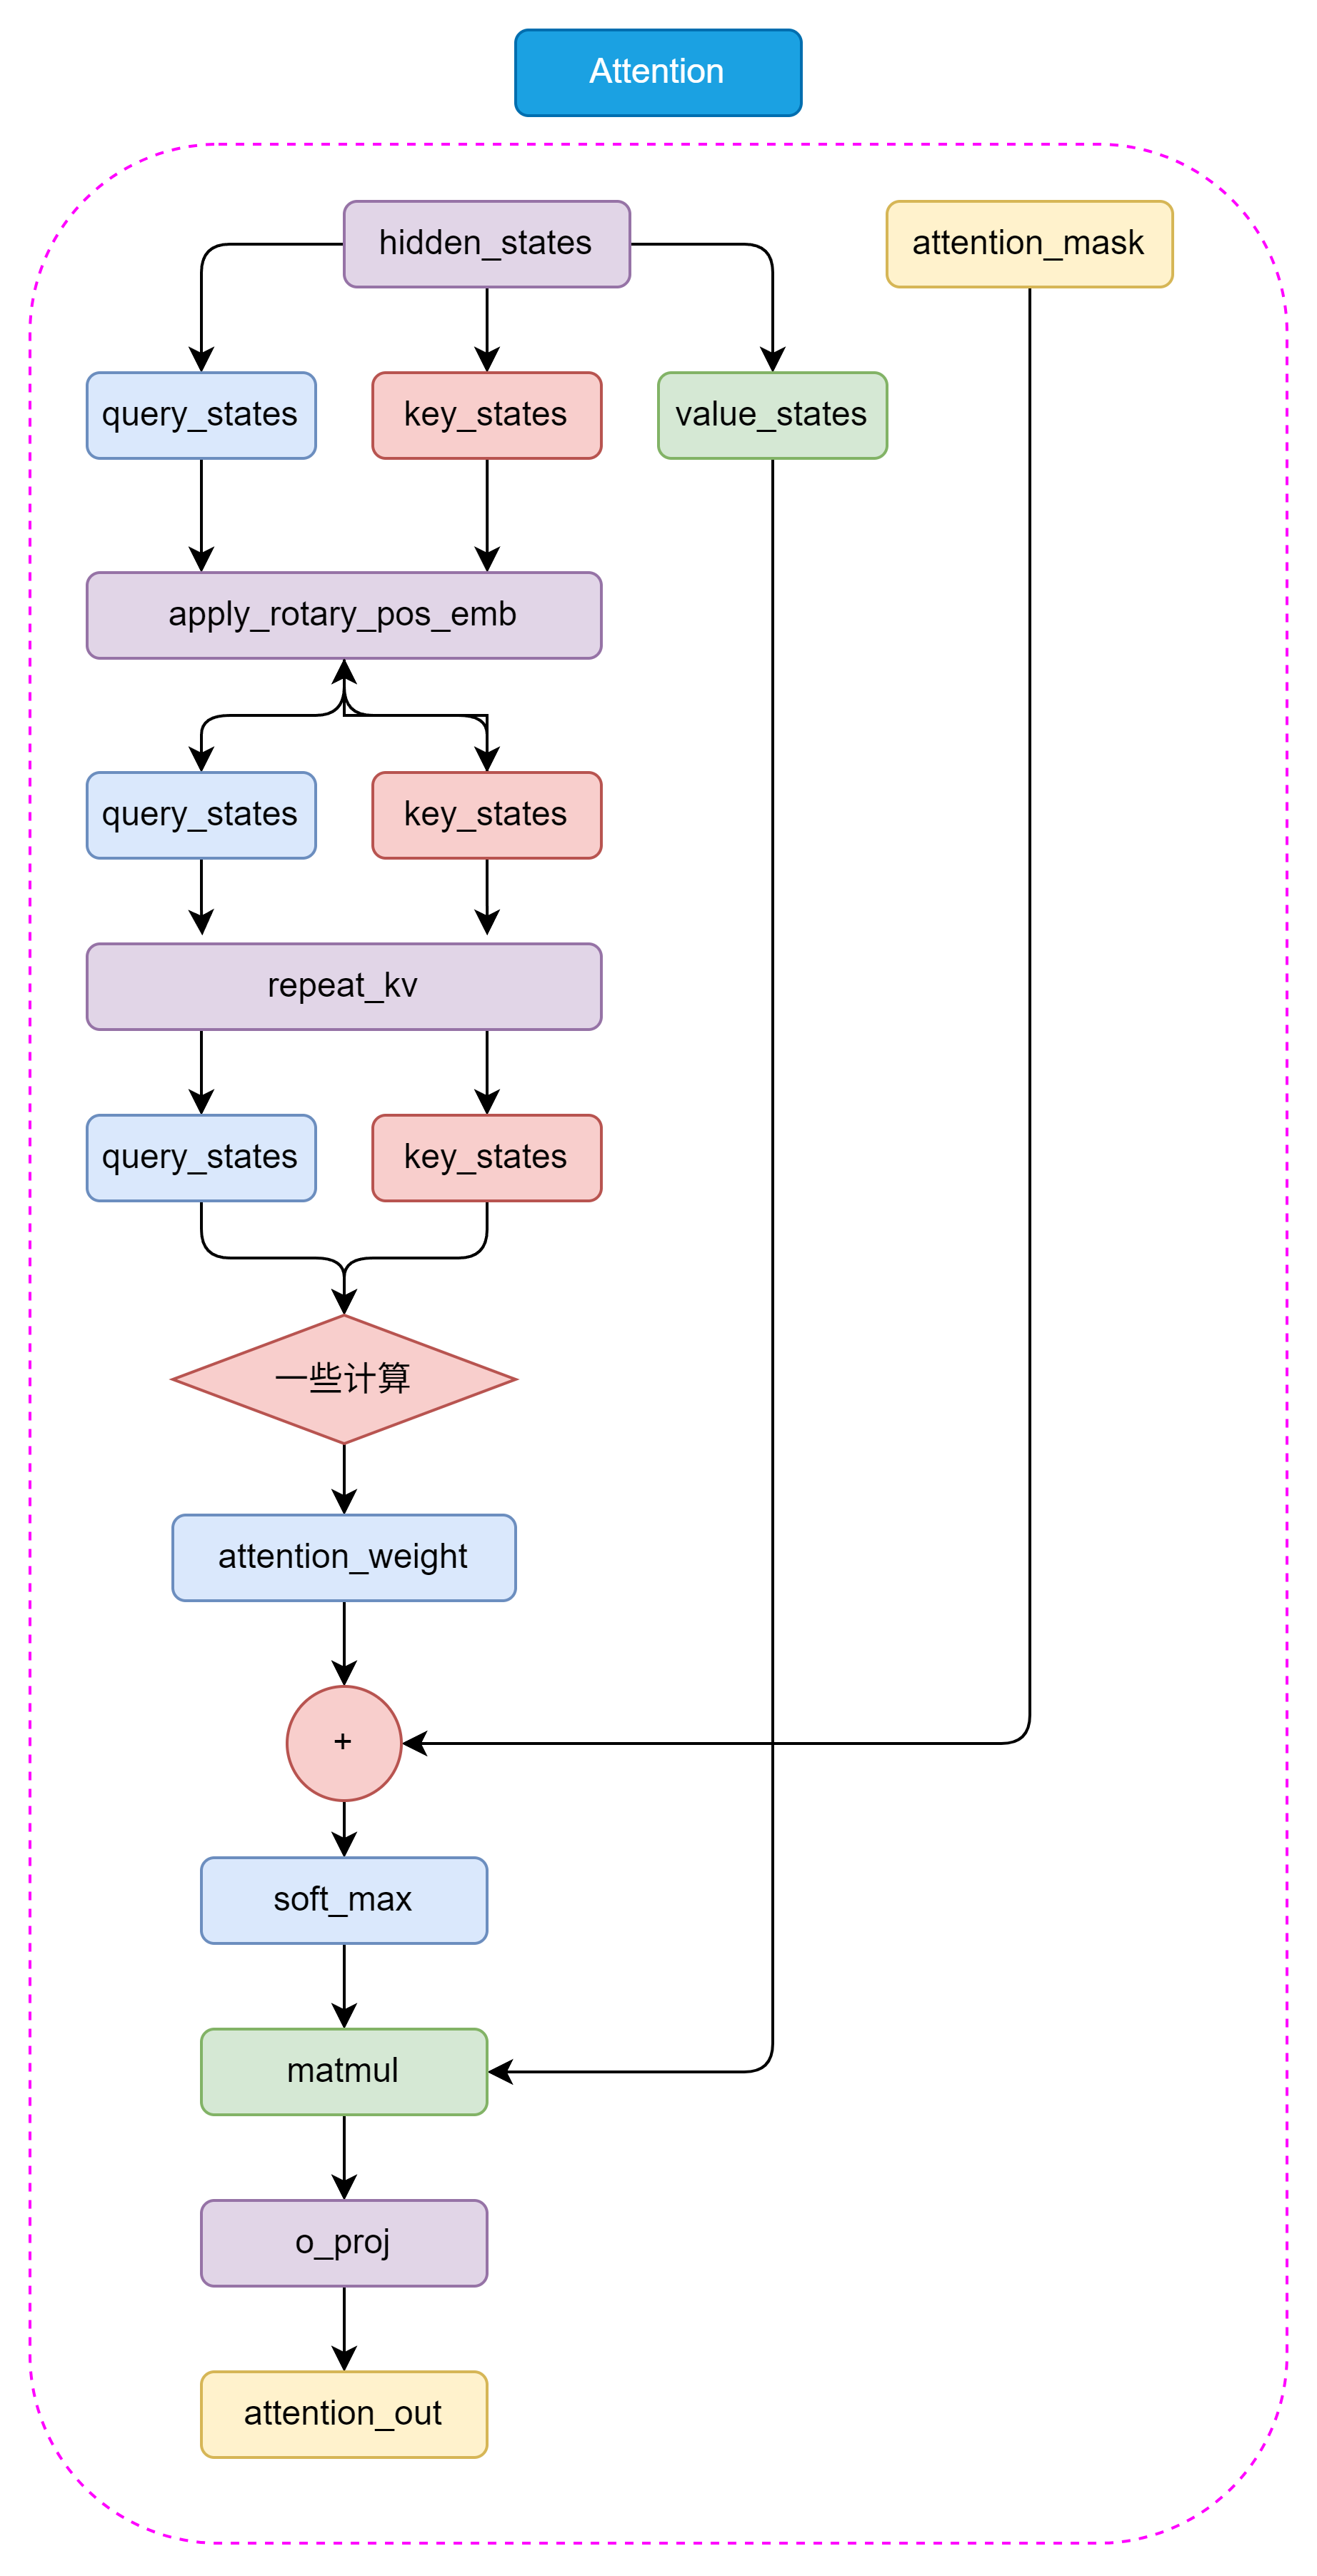 Attention
hidden_states
attention_mask
query_states
key_states
value_states
apply_rotary_pos_emb
query_states
key_states
repeat_kv
query_states
key_states
一些计算
attention_weight
+
soft_max
matmul
o_proj
attention_out